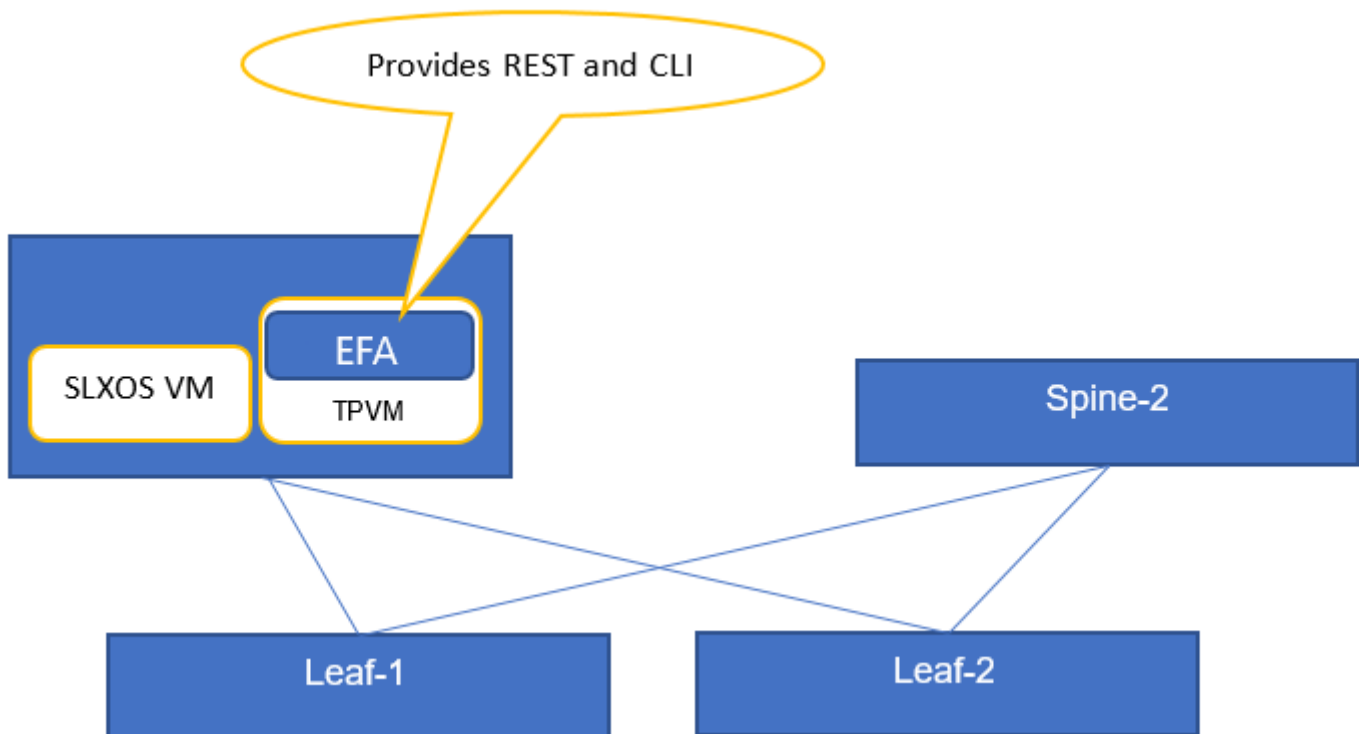 Provides REST and CLI
EFA
SLXOS VM
TPVM
Spine-2
Leaf-1
Leaf-2